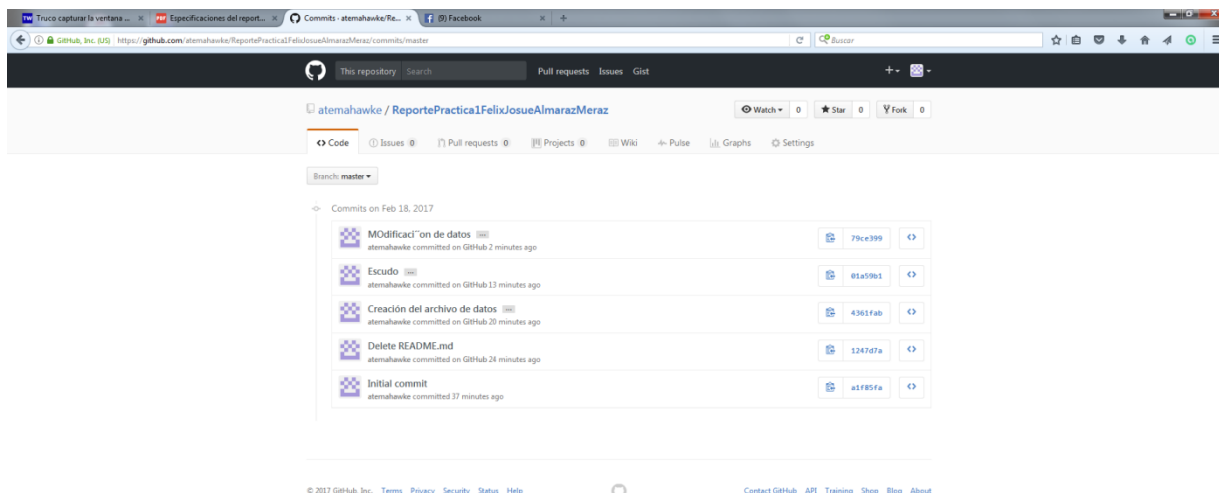 Truco capturar la ventana ... Especificaciones del report... Commits · atemahawke/Re... (9) Facebook
GitHub, Inc. (US) https://github.com/atemahawke/ReportePractica1FelixJosueAlmarazMeraz/commits/master Buscar
This repository Search Pull requests Issues Gist
atemahawke / ReportePractica1FelixJosueAlmarazMeraz Watch 0 Star 0 Fork 0
Code Issues 0 Pull requests 0 Projects 0 Wiki Pulse Graphs Settings
Branch: master
Commits on Feb 18, 2017
MOdificaci¨on de datos ...
atemahawke committed on GitHub 2 minutes ago
79ce399
Escudo ...
atemahawke committed on GitHub 13 minutes ago
01a59b1
Creación del archivo de datos ...
atemahawke committed on GitHub 20 minutes ago
4361fab
Delete README.md
atemahawke committed on GitHub 24 minutes ago
1247d7a
Initial commit
atemahawke committed 37 minutes ago
a1f85fa
© 2017 GitHub, Inc. Terms Privacy Security Status Help Contact GitHub API Training Shop Blog About